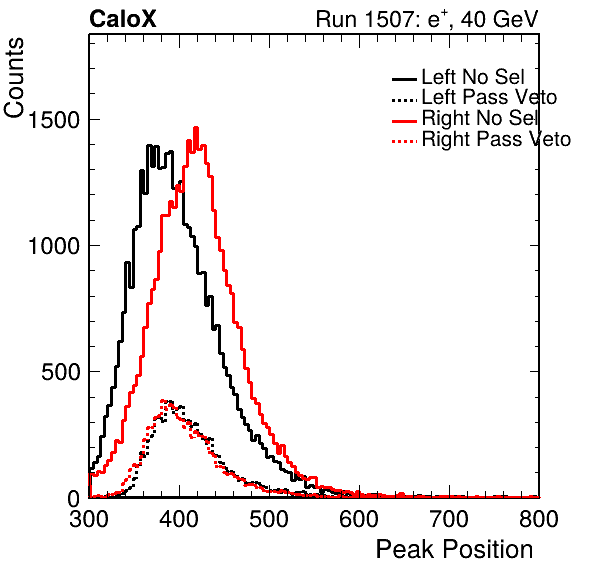 CaloX Run 1507: e+, 40 GeV
Counts
Left No Sel
Left Pass Veto
Right No Sel
Right Pass Veto
1500
1000
500
0
300 400 500 600 700 800
Peak Position